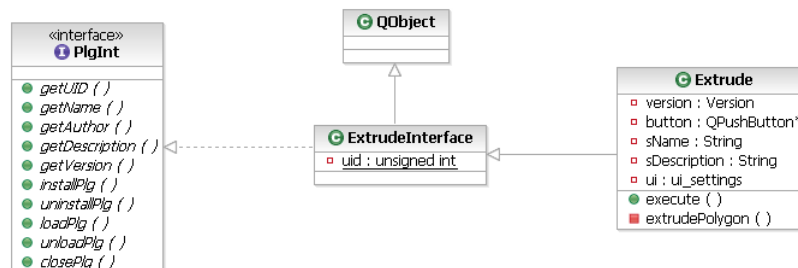 «interface»
PlgInt
getUID ( )
getName ( )
getAuthor ( )
getDescription ( )
getVersion ( )
installPlg ( )
uninstallPlg ( )
loadPlg ( )
unloadPlg ( )
closePlg ( )
QObject
ExtrudeInterface
uid : unsigned int
Extrude
version : Version
button : QPushButton*
sName : String
sDescription : String
ui : ui_settings
execute ( )
extrudePolygon ( )